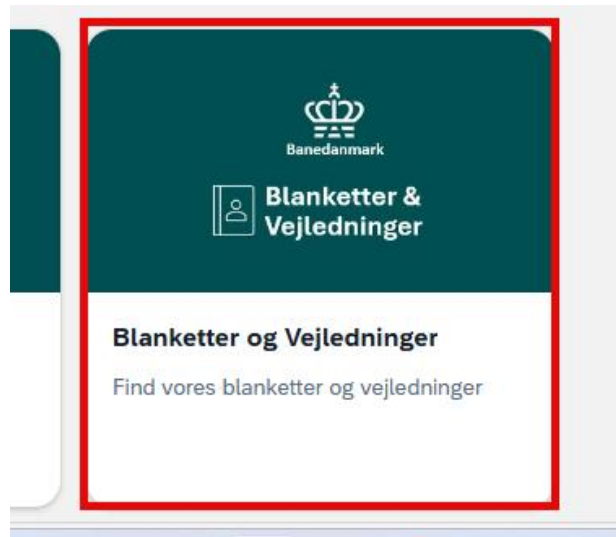 Banedanmark
Blanketter &
Vejledninger
Blanketter og Vejledninger
Find vores blanketter og vejledninger